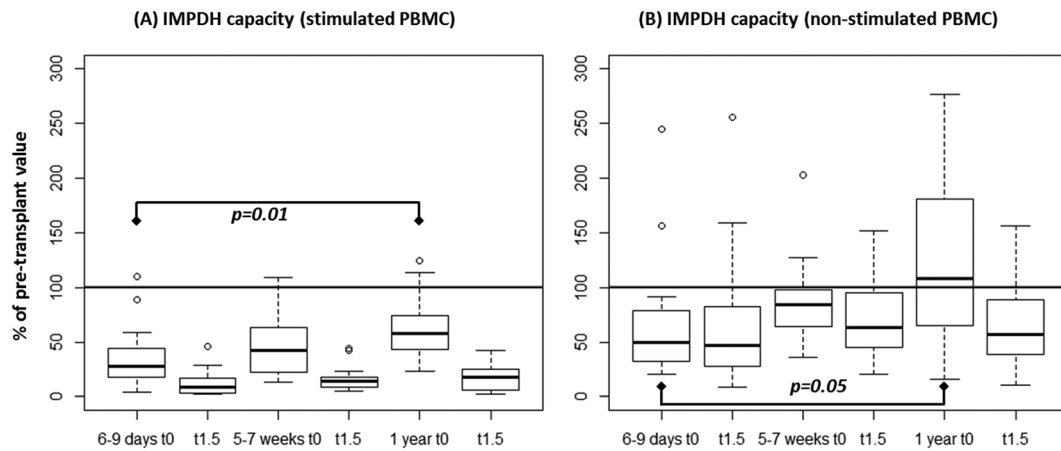 (A) IMPDH capacity (stimulated PBMC)
% of pre-transplant value
300
250
200
150
100
50
0
p=0.01
6-9 days t0 t1.5 5-7 weeks t0 t1.5 1 year t0 t1.5
(B) IMPDH capacity (non-stimulated PBMC)
300
250
200
150
100
50
0
p=0.05
6-9 days t0 t1.5 5-7 weeks t0 t1.5 1 year t0 t1.5